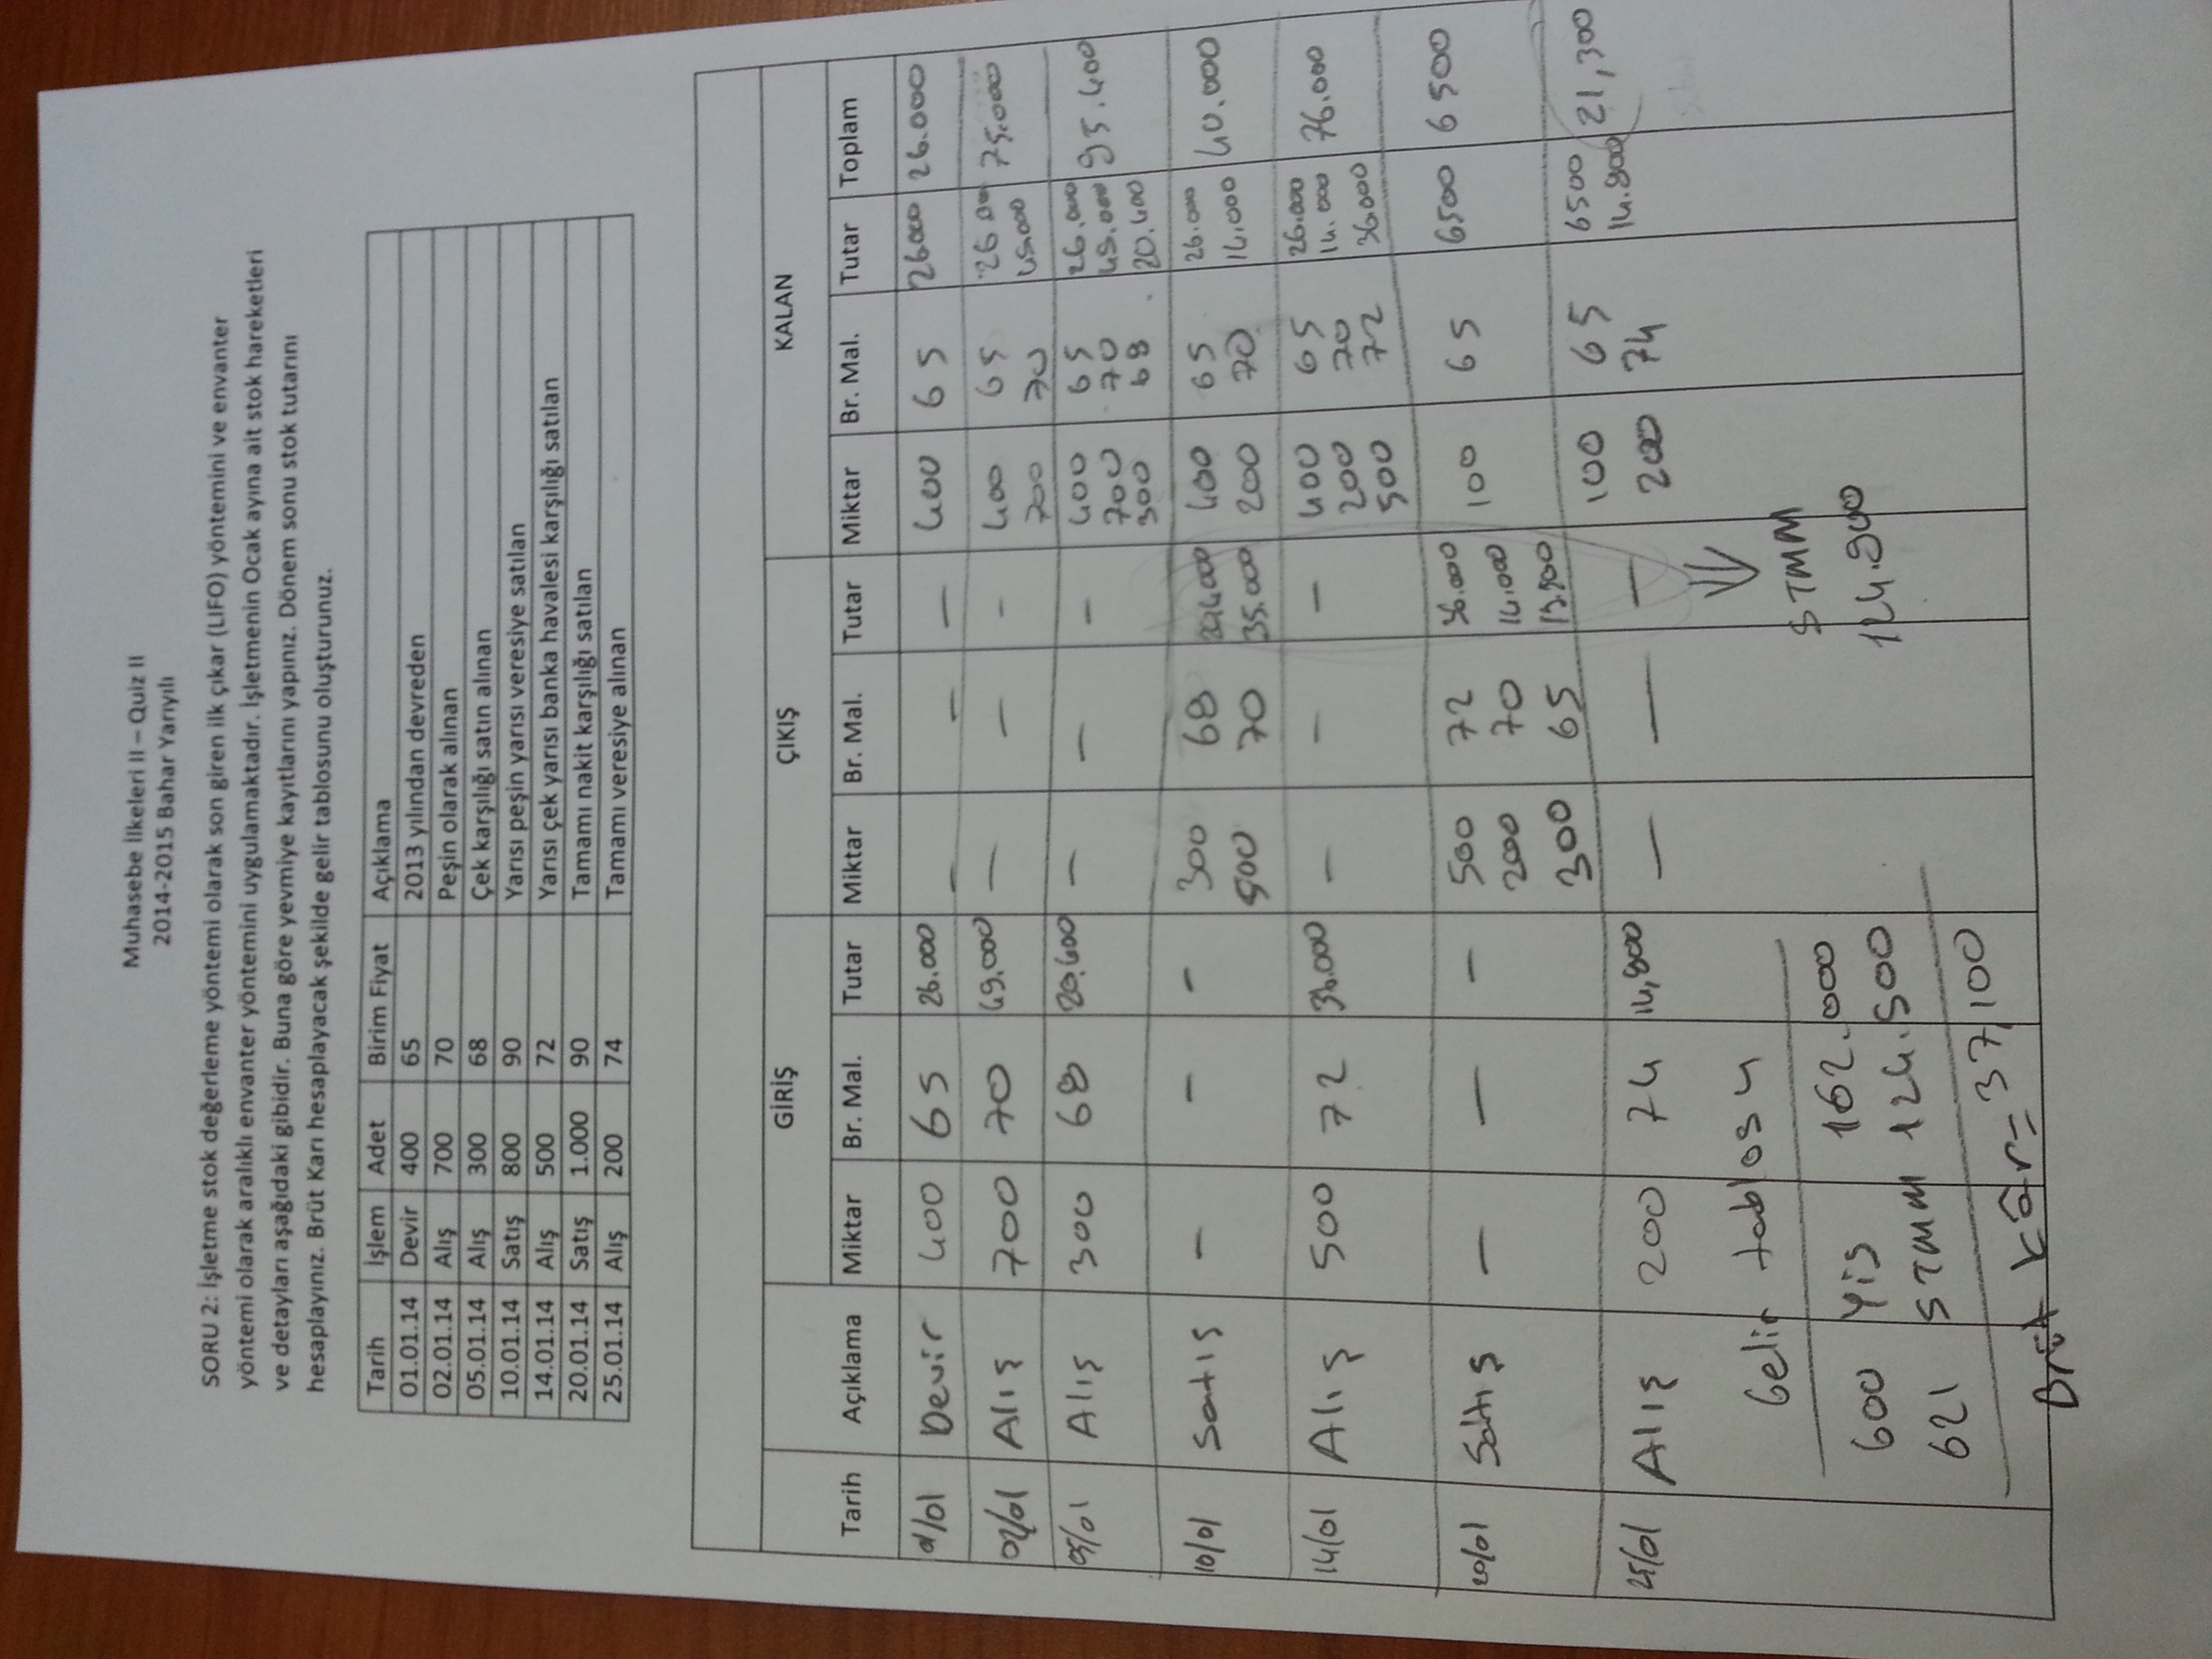 Muhasebe İlkeleri II – Quiz II
2014-2015 Bahar Yarıyılı
SORU 2: İşletme stok değerleme yöntemi olarak son giren ilk çıkar (LIFO) yöntemini ve envanter
yöntemi olarak aralıklı envanter yöntemini uygulamaktadır. İşletmenin Ocak ayına ait stok hareketleri
ve detayları aşağıdaki gibidir. Buna göre yevmiye kayıtlarını yapınız. Dönem sonu stok tutarını
hesaplayınız. Brüt Karı hesaplayacak şekilde gelir tablosunu oluşturunuz.
Tarih İşlem Adet Birim Fiyat Açıklama
01.01.14 Devir 400 65 2013 yılından devreden
02.01.14 Alış 700 70 Peşin olarak alınan
05.01.14 Alış 300 68 Çek karşılığı satın alınan
10.01.14 Satış 800 90 Yarısı peşin yarısı veresiye satılan
14.01.14 Alış 500 72 Yarısı çek yarısı banka havalesi karşılığı satılan
20.01.14 Satış 1.000 90 Tamamı nakit karşılığı satılan
25.01.14 Alış 200 74 Tamamı veresiye alınan
GİRİŞ ÇIKIŞ KALAN
Tarih Açıklama Miktar Br. Mal. Tutar Miktar Br. Mal. Tutar Miktar Br. Mal. Tutar Toplam
01/01 Devir 400 65 26.000 — — — 400 65 26000 26.000
02/01 Alış 700 70 49.000 — — - 400 65 26.000 75.000
700 70 49.000
05/01 Alış 300 68 20.400 — — - 400 65 26.000 95.400
700 70 49.000
300 68 20.400
10/01 Satış - - - 300 68 400 65 26.000 40.000
500 70 35.000 200 70 14.000
14/01 Alış 500 72 36.000 — — — 400 65 26.000 76.000
200 70 14.000
500 72 36.000
20/01 Satış — — — 500 72 36.000 100 65 6500 6500
200 70 14.000
300 65 19.500
25/01 Alış 200 74 14,800 — — — 100 65 6500 21,300
200 74 14.800
Gelir tablosu
STMM
124.900
600 YİS 162.000
621 STMM 124.900
Brüt kâr= 37,100